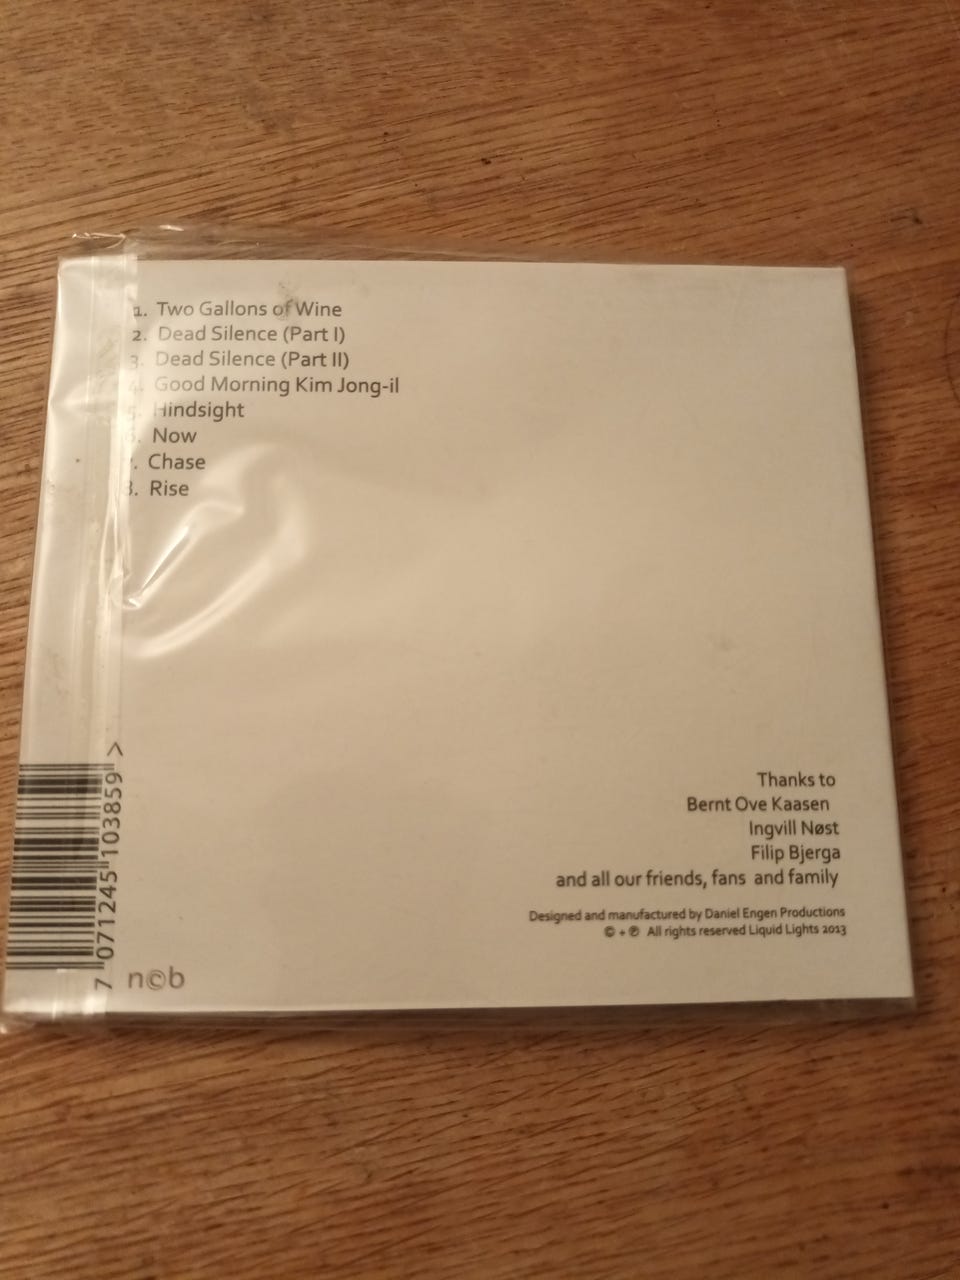 1. Two Gallons of Wine
2. Dead Silence (Part I)
3. Dead Silence (Part II)
4. Good Morning Kim Jong-il
5. Hindsight
6. Now
7. Chase
8. Rise
7 071245 103859 >
n©b
Thanks to
Bernt Ove Kaasen
Ingvill Nøst
Filip Bjerga
and all our friends, fans and family
Designed and manufactured by Daniel Engen Productions
© + ℗ All rights reserved Liquid Lights 2013